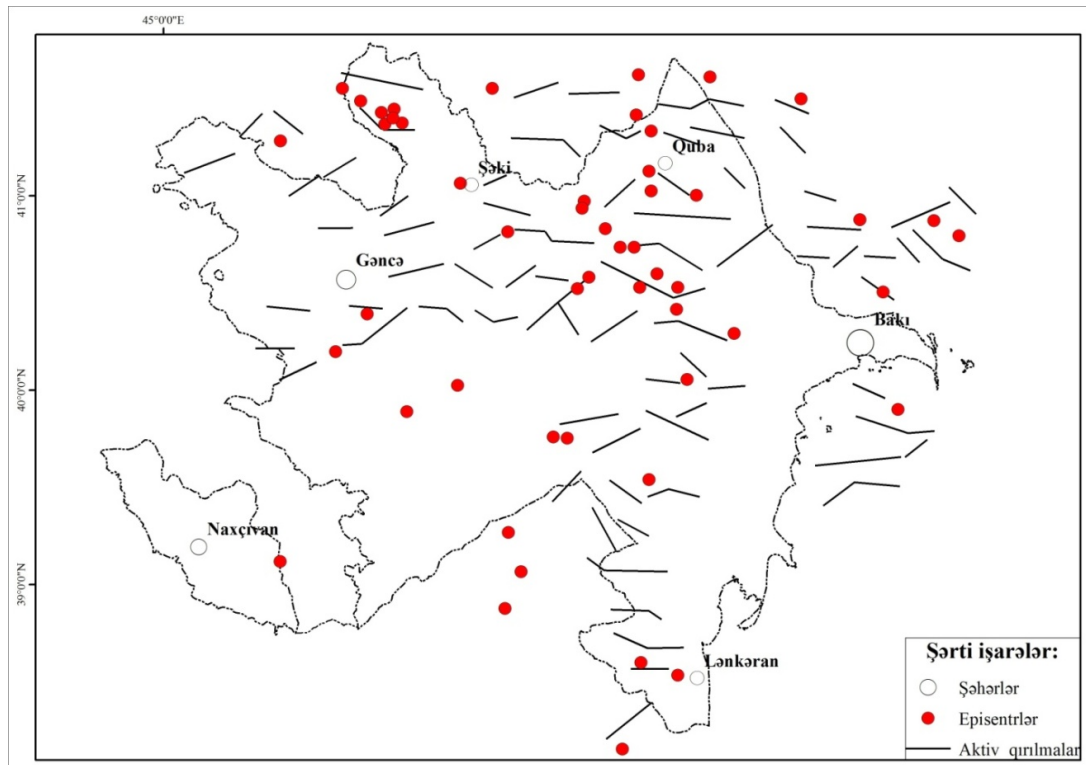 45°0'0"E
Quba
Şəki
41°0'0"N
Gəncə
Bakı
40°0'0"N
Naxçıvan
39°0'0"N
Lənkəran
Şərti işarələr:
Şəhərlər
Episentrlər
Aktiv qırılmalar